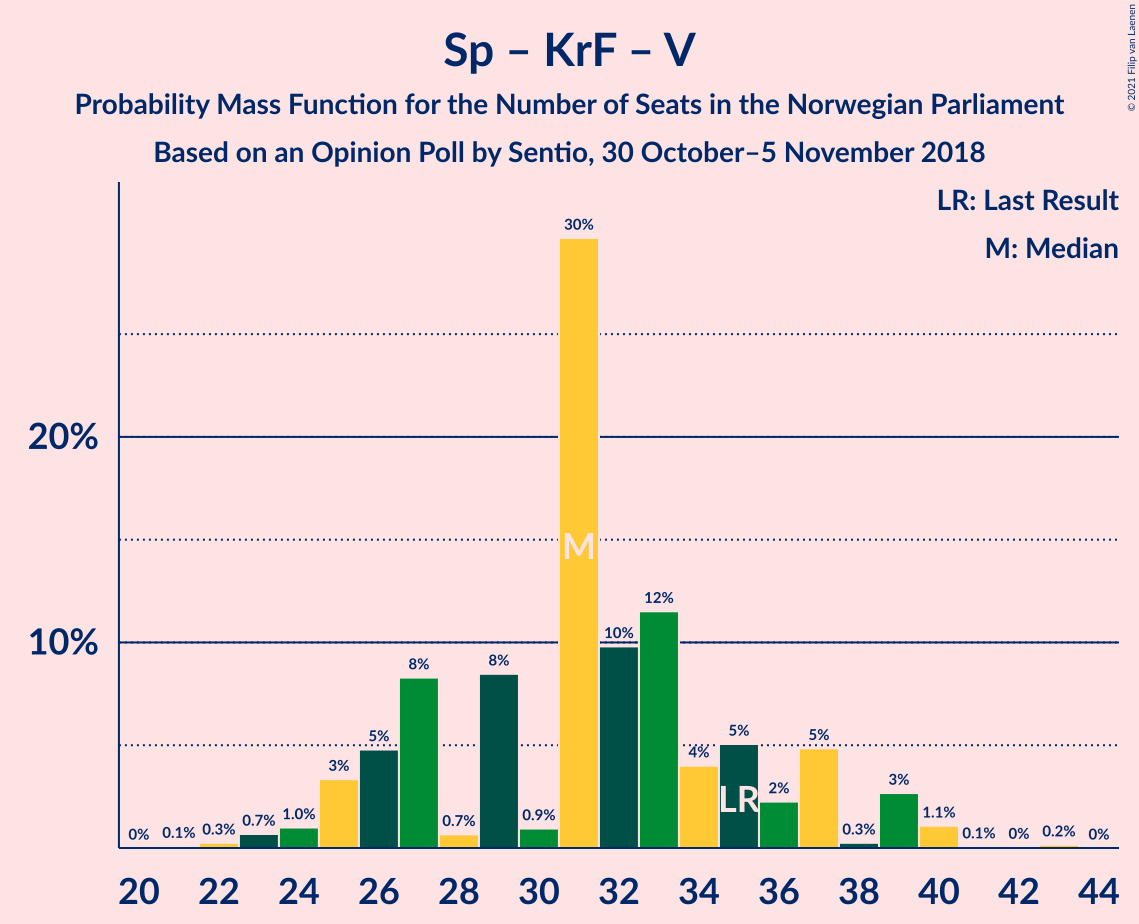 Sp – KrF – V
Probability Mass Function for the Number of Seats in the Norwegian Parliament
Based on an Opinion Poll by Sentio, 30 October–5 November 2018
© 2021 Filip van Laenen
LR: Last Result
M: Median
20%
10%
0% 0.1% 0.3% 0.7% 1.0% 3% 5% 8% 0.7% 8% 0.9% 30% 10% 12% 4% 5% 2% 5% 0.3% 3% 1.1% 0.1% 0% 0.2% 0%
M
LR
20 22 24 26 28 30 32 34 36 38 40 42 44